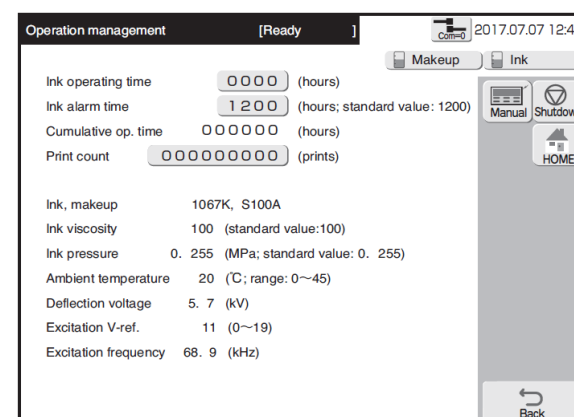 Operation management [Ready ] Com=0 2017.07.07 12:4
Makeup Ink
Ink operating time 0000 (hours)
Ink alarm time 1200 (hours; standard value: 1200)
Cumulative op. time 000000 (hours)
Print count 000000000 (prints)
Manual Shutdow
HOME
Ink, makeup 1067K, S100A
Ink viscosity 100 (standard value:100)
Ink pressure 0. 255 (MPa; standard value: 0. 255)
Ambient temperature 20 (℃; range: 0〜45)
Deflection voltage 5. 7 (kV)
Excitation V-ref. 11 (0〜19)
Excitation frequency 68. 9 (kHz)
Back